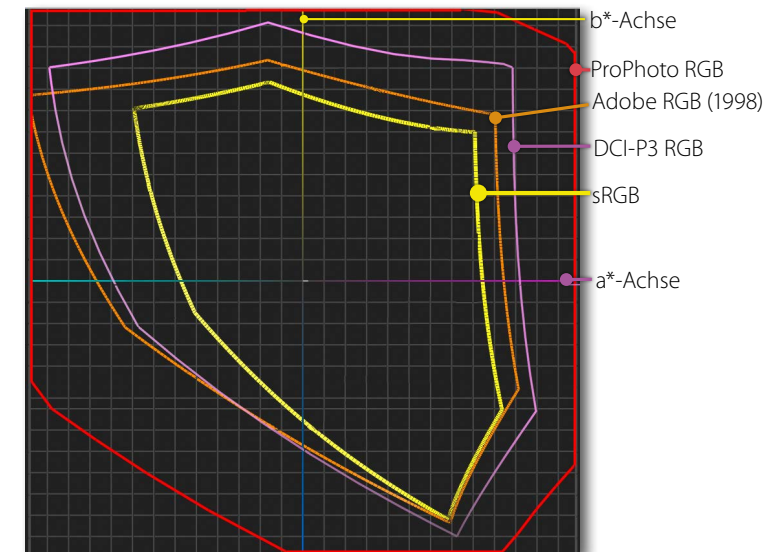 b*-Achse
ProPhoto RGB
Adobe RGB (1998)
DCI-P3 RGB
sRGB
a*-Achse